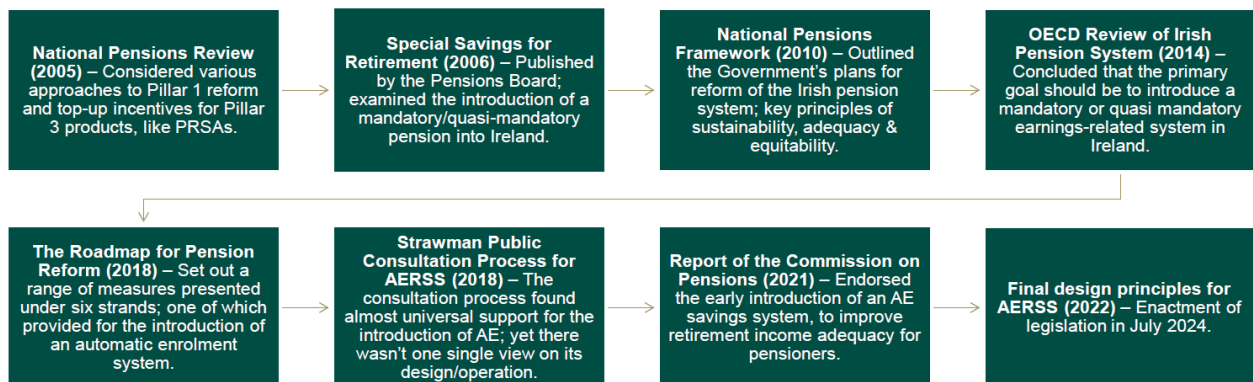 National Pensions Review
(2005) – Considered various
approaches to Pillar 1 reform
and top-up incentives for Pillar
3 products, like PRSAs.
Special Savings for
Retirement (2006) – Published
by the Pensions Board;
examined the introduction of a
mandatory/quasi-mandatory
pension into Ireland.
National Pensions
Framework (2010) – Outlined
the Government’s plans for
reform of the Irish pension
system; key principles of
sustainability, adequacy &
equitability.
OECD Review of Irish
Pension System (2014) –
Concluded that the primary
goal should be to introduce a
mandatory or quasi mandatory
earnings-related system in
Ireland.
The Roadmap for Pension
Reform (2018) – Set out a
range of measures presented
under six strands; one of which
provided for the introduction of
an automatic enrolment
system.
Strawman Public
Consultation Process for
AERSS (2018) – The
consultation process found
almost universal support for the
introduction of AE; yet there
wasn’t one single view on its
design/operation.
Report of the Commission on
Pensions (2021) – Endorsed
the early introduction of an AE
savings system, to improve
retirement income adequacy for
pensioners.
Final design principles for
AERSS (2022) – Enactment of
legislation in July 2024.